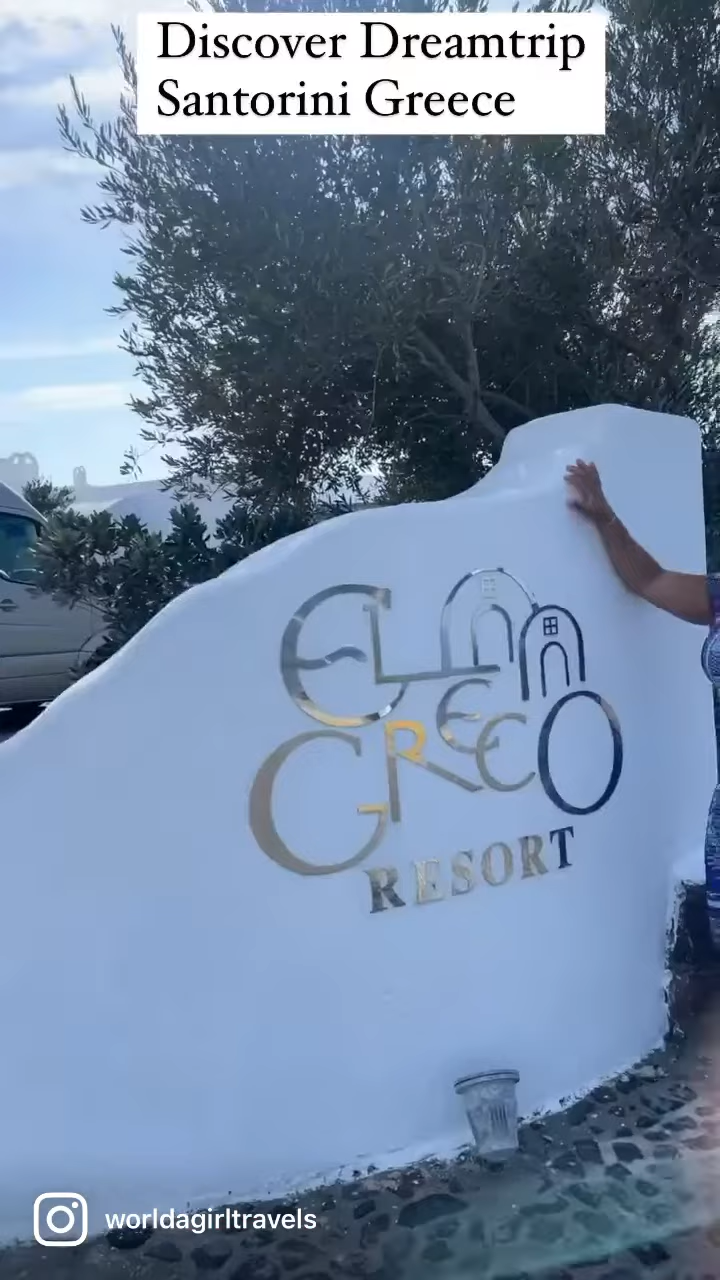 Discover Dreamtrip
Santorini Greece
EL
GRECO
RESORT
worldagirltravels